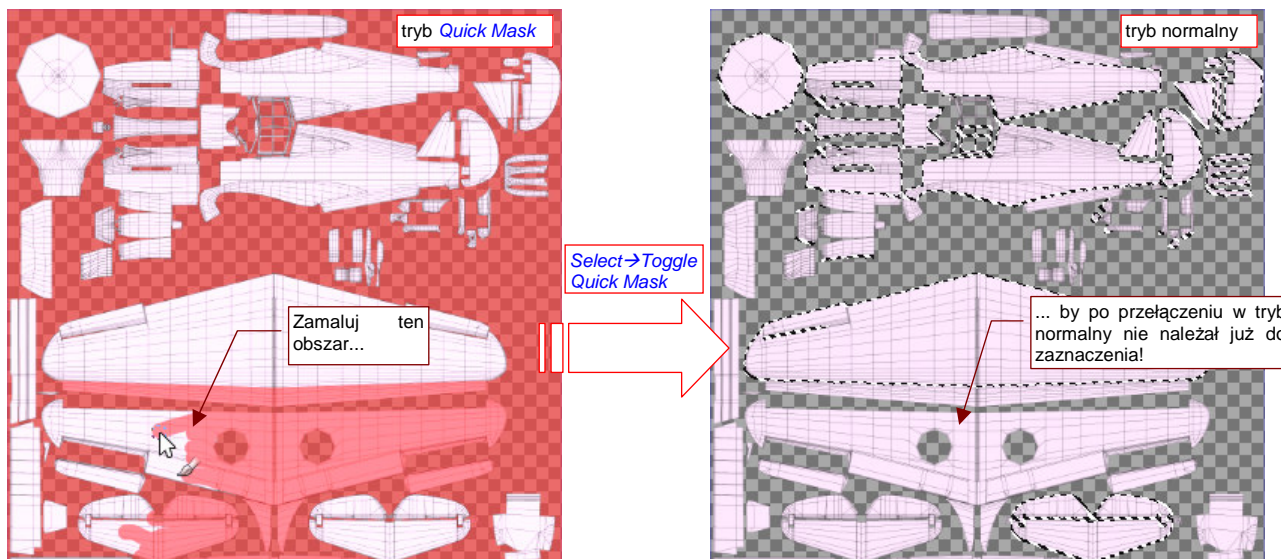 tryb Quick Mask
tryb normalny
Select→Toggle
Quick Mask
Zamaluj ten
obszar...
... by po przełączeniu w tryb
normalny nie należał już do
zaznaczenia!